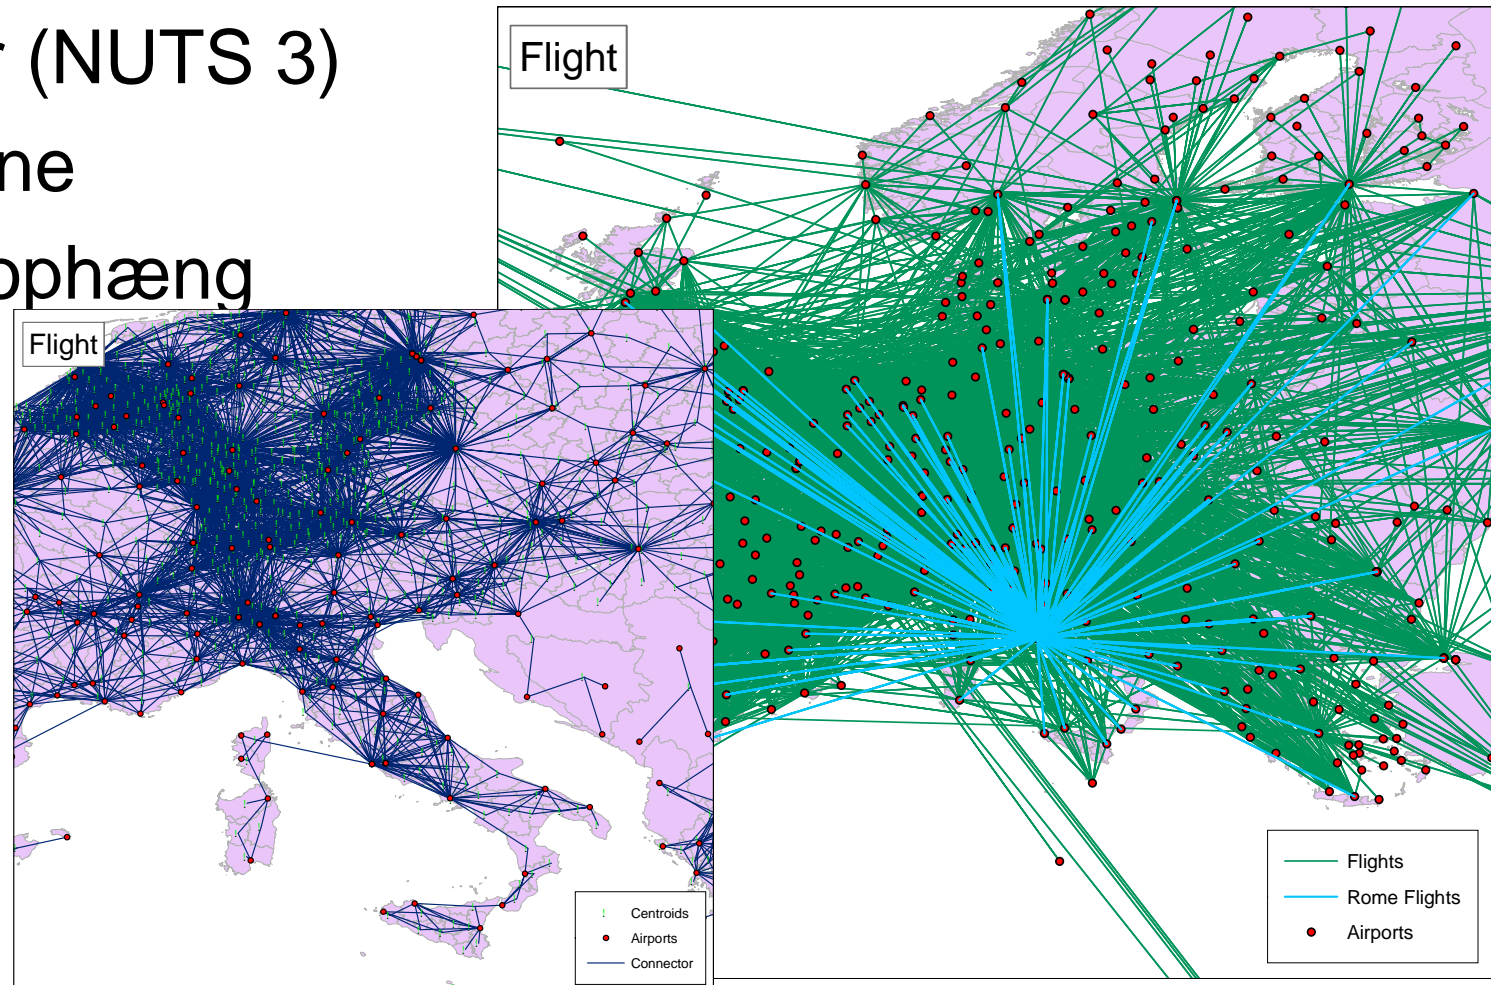 (NUTS 3)
ne
ophæng
Flight
Flights
Rome Flights
Airports
Flight
Centroids
Airports
Connector